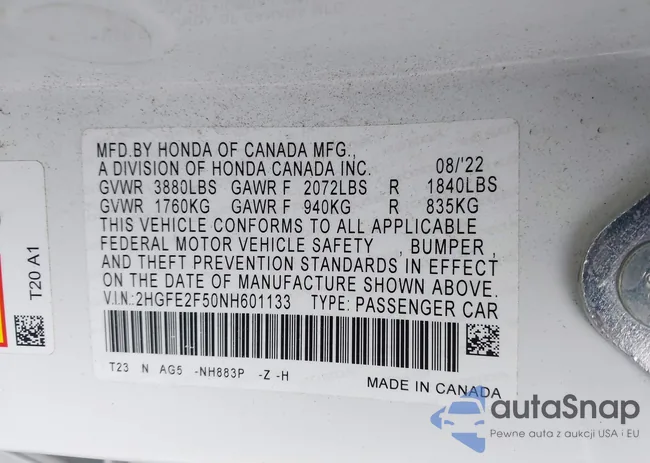 MFD.BY HONDA OF CANADA MFG.,
A DIVISION OF HONDA CANADA INC. 08/'22
GVWR 3880LBS GAWR F 2072LBS R 1840LBS
GVWR 1760KG GAWR F 940KG R 835KG
THIS VEHICLE CONFORMS TO ALL APPLICABLE
FEDERAL MOTOR VEHICLE SAFETY , BUMPER ,
AND THEFT PREVENTION STANDARDS IN EFFECT
ON THE DATE OF MANUFACTURE SHOWN ABOVE.
V.I.N.:2HGFE2F50NH601133 TYPE: PASSENGER CAR
T23 N AG5 -NH883P -Z -H
MADE IN CANADA
T20 A1
autaSnap
Pewne auta z aukcji USA i EU